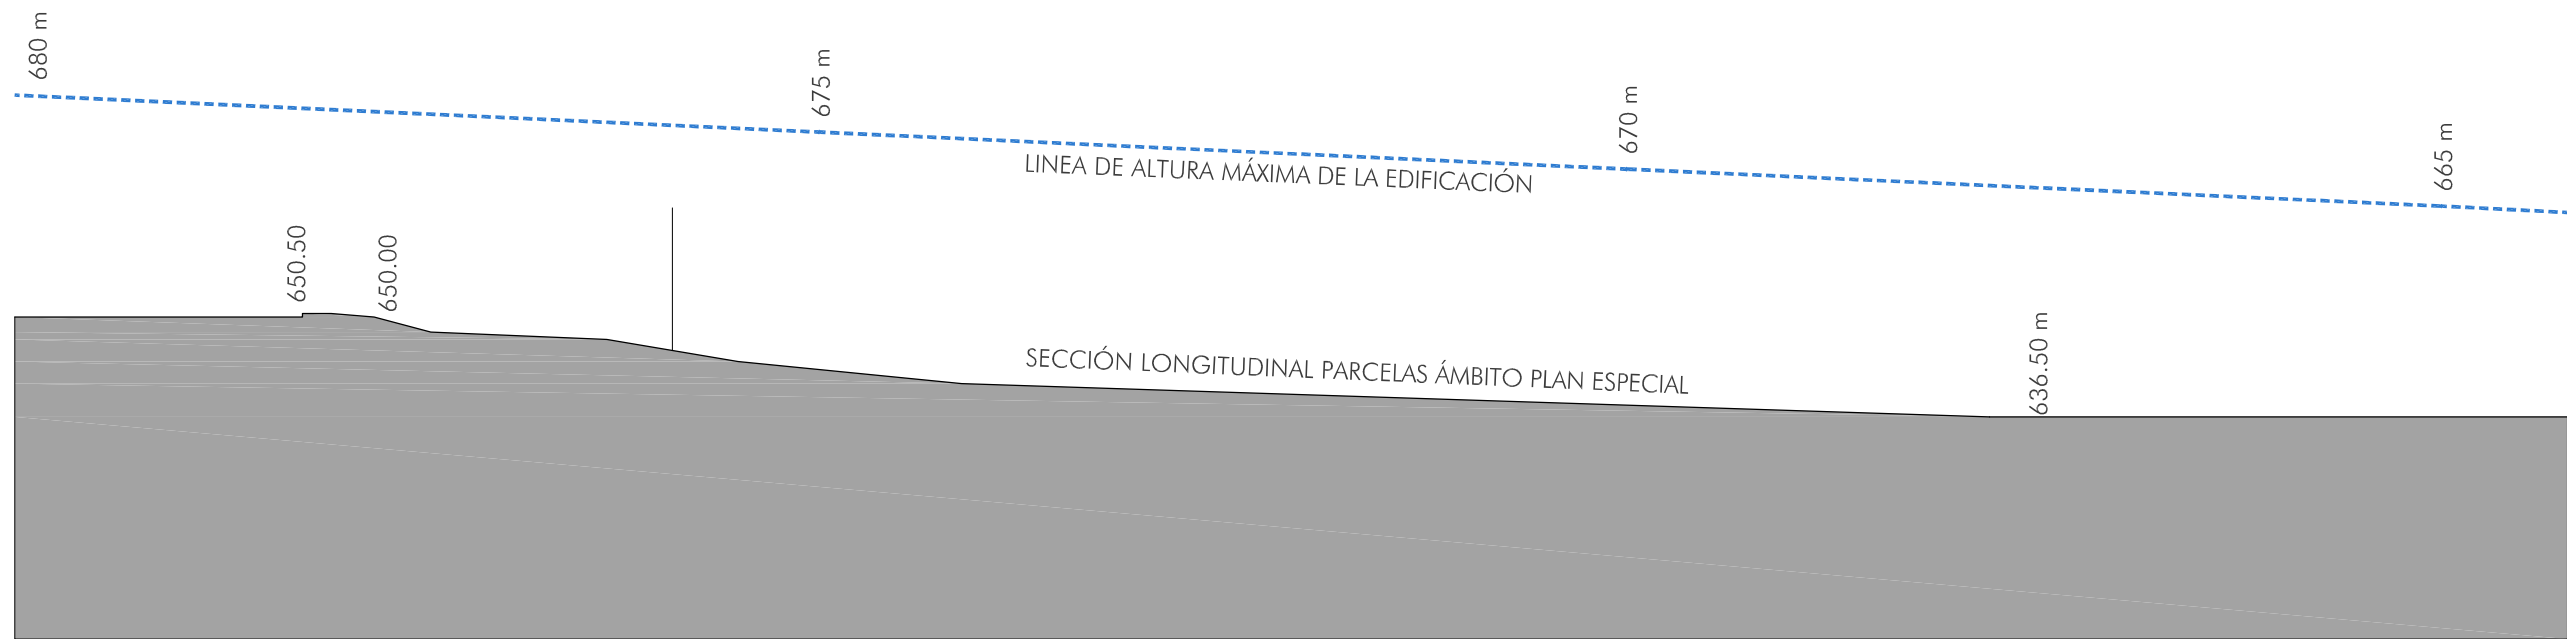 680 m
675 m
670 m
665 m
LINEA DE ALTURA MÁXIMA DE LA EDIFICACIÓN
650.50
650.00
636.50 m
SECCIÓN LONGITUDINAL PARCELAS ÁMBITO PLAN ESPECIAL